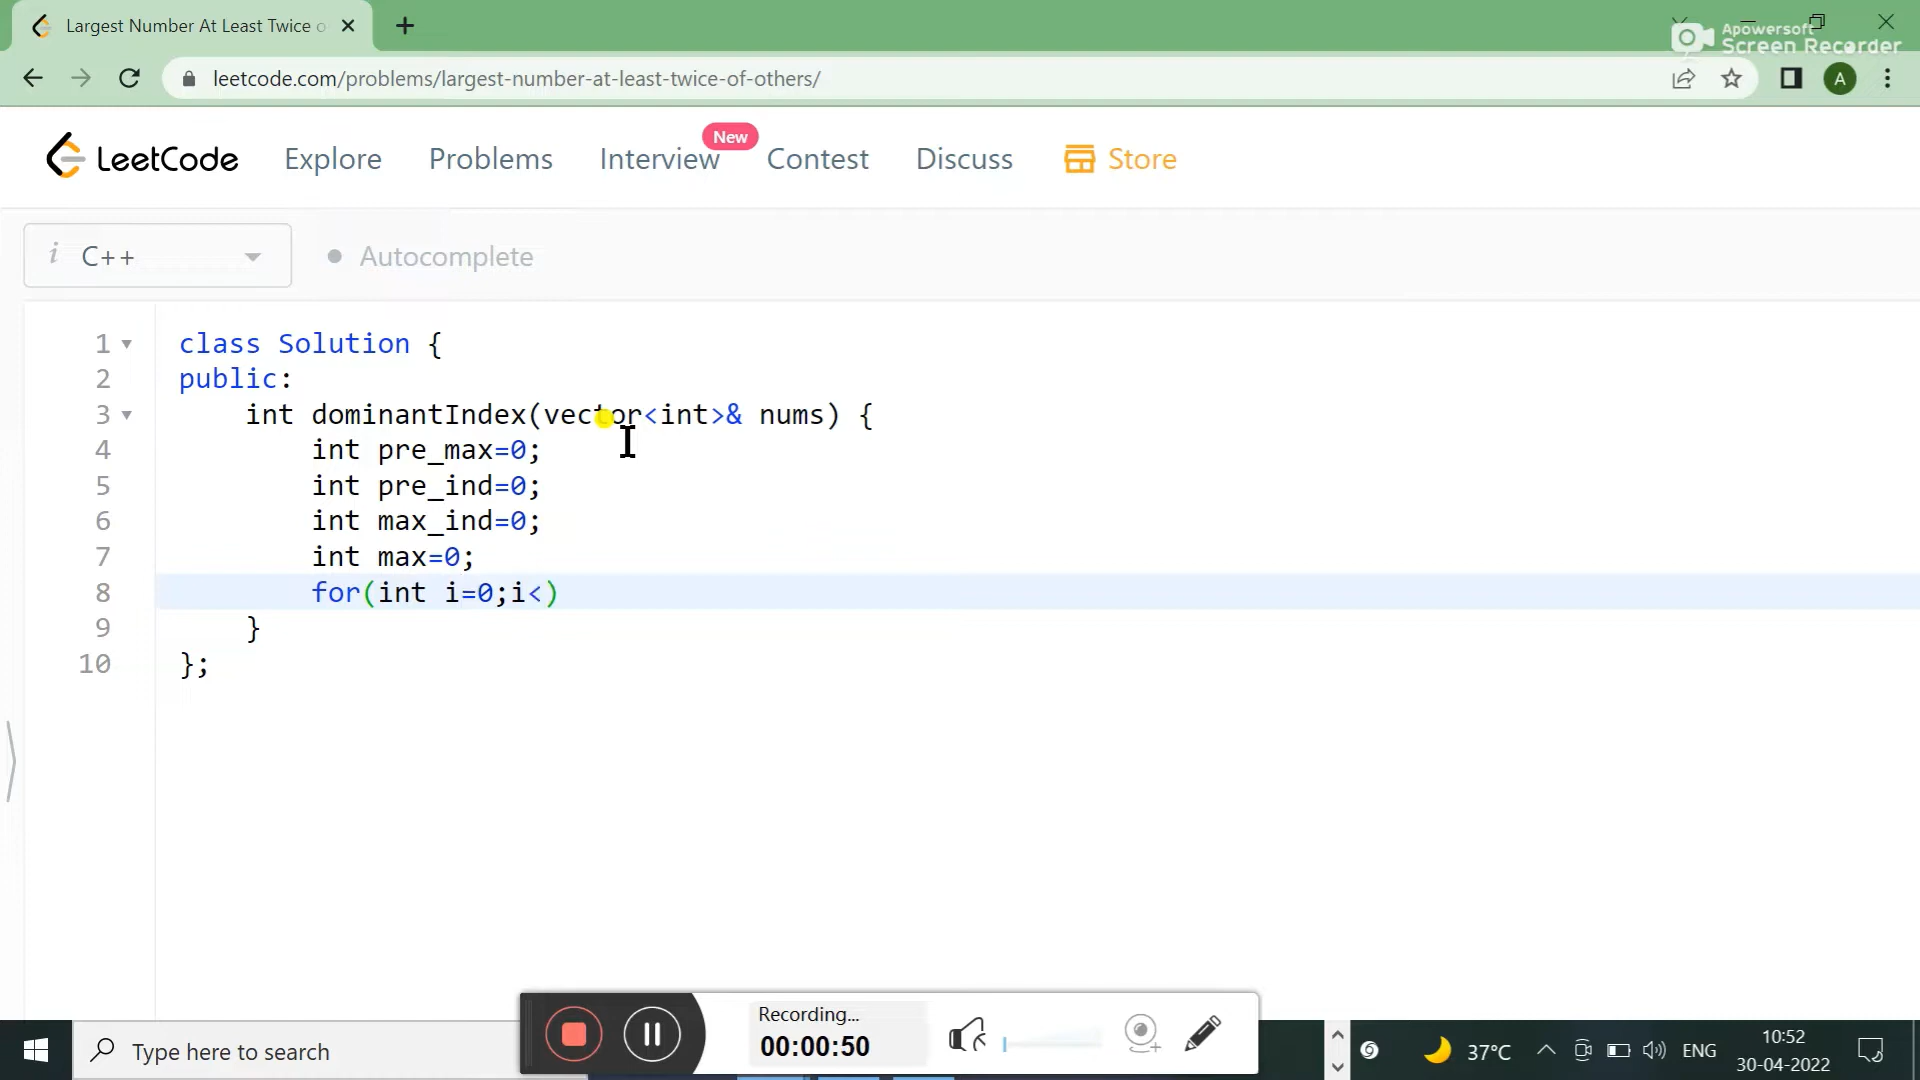 Largest Number At Least Twice o
Apowersoft
Screen Recorder
leetcode.com/problems/largest-number-at-least-twice-of-others/
A
LeetCode
Explore
Problems
Interview
New
Contest
Discuss
Store
i C++
Autocomplete
1 class Solution {
2 public:
3 int dominantIndex(vector<int>& nums) {
4 int pre_max=0;
5 int pre_ind=0;
6 int max_ind=0;
7 int max=0;
8 for(int i=0;i<)
9 }
10 };
Recording...
00:00:50
Type here to search
37°C
ENG
10:52
30-04-2022